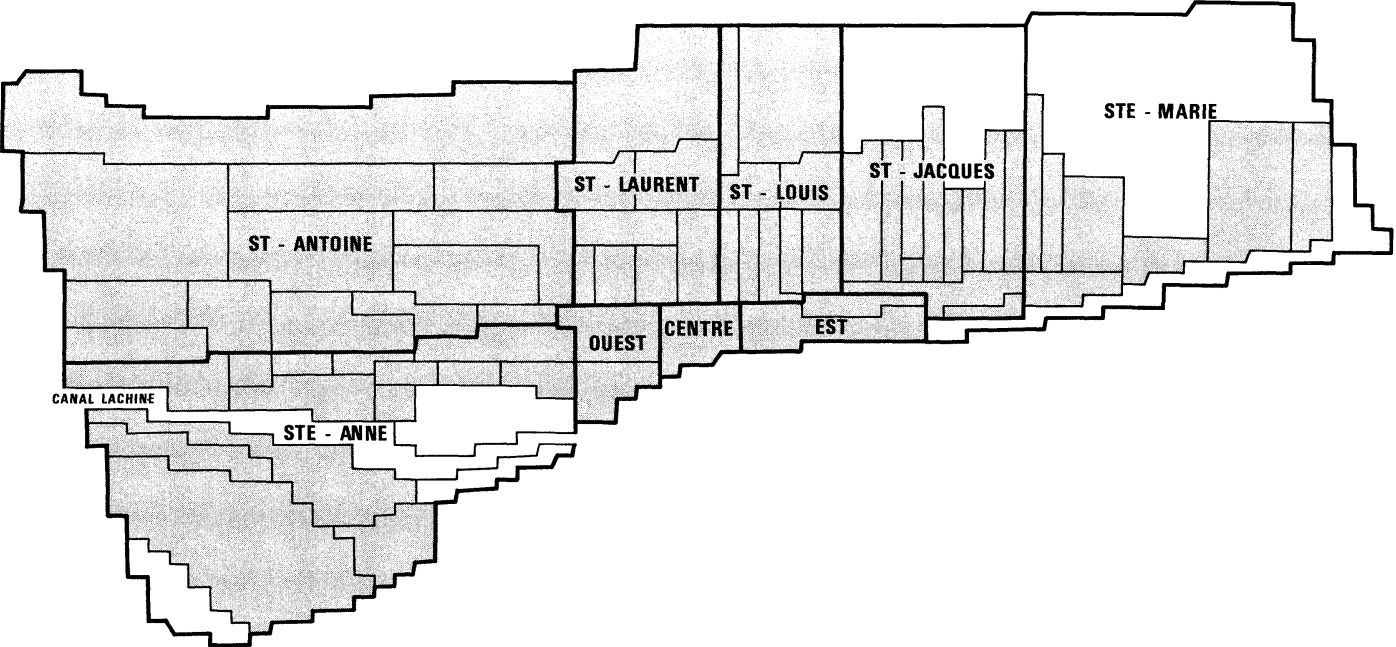 STE - MARIE
ST - JACQUES
ST - LAURENT
ST - LOUIS
ST - ANTOINE
OUEST
CENTRE
EST
CANAL LACHINE
STE - ANNE